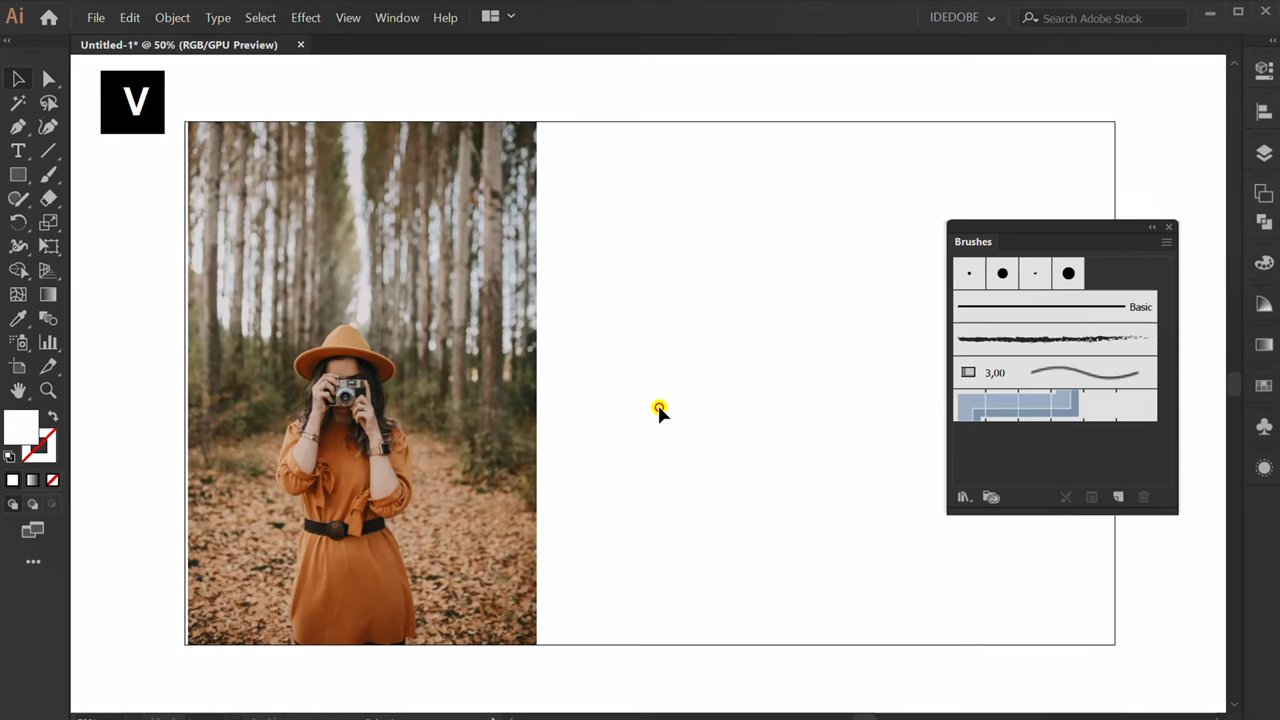 Ai File Edit Object Type Select Effect View Window Help IDEDOBE Search Adobe Stock
Untitled-1* @ 50% (RGB/GPU Preview)
V
Brushes
Basic
3,00